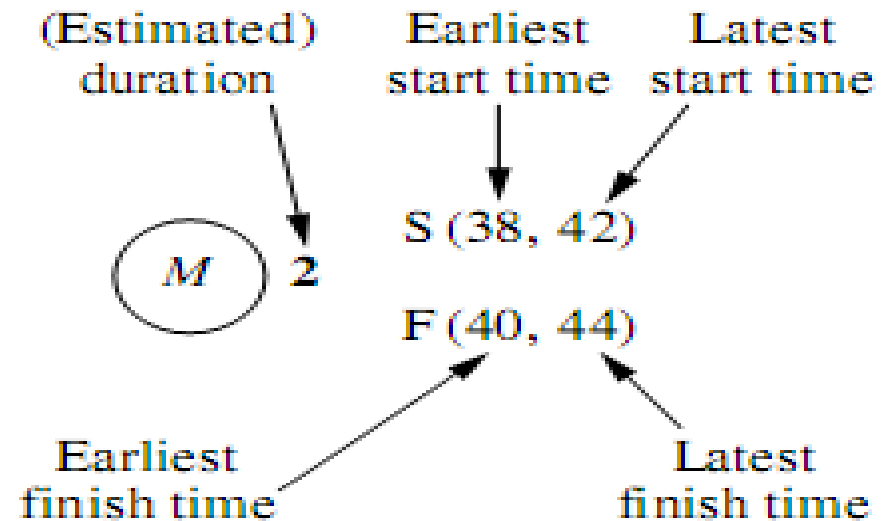 (Estimated)
duration
Earliest
start time
Latest
start time
S (38, 42)
M 2
F (40, 44)
Earliest
finish time
Latest
finish time